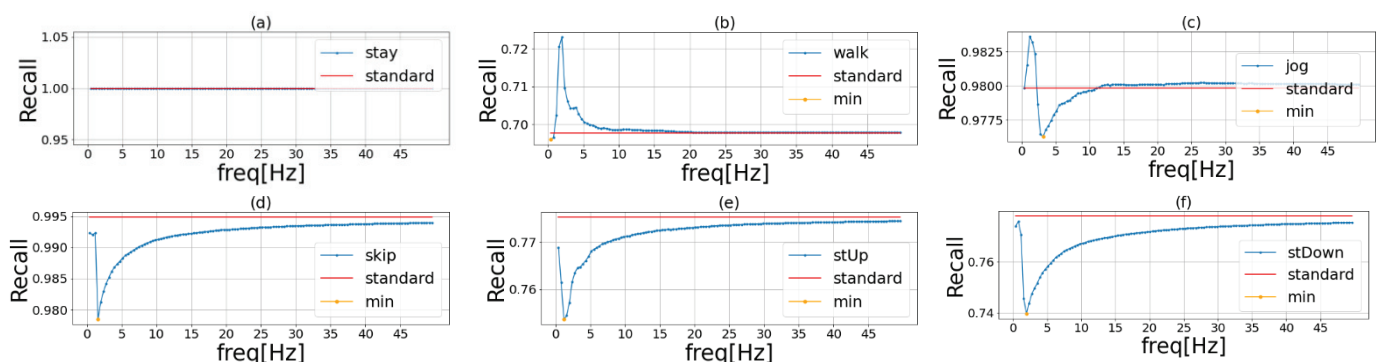 (a)
1.05
1.00
0.95
Recall
stay
standard
0 5 10 15 20 25 30 35 40 45
freq[Hz]
(b)
0.72
0.71
0.70
Recall
walk
standard
min
0 5 10 15 20 25 30 35 40 45
freq[Hz]
(c)
0.9825
0.9800
0.9775
Recall
jog
standard
min
0 5 10 15 20 25 30 35 40 45
freq[Hz]
(d)
0.995
0.990
0.985
0.980
Recall
skip
standard
min
0 5 10 15 20 25 30 35 40 45
freq[Hz]
(e)
0.77
0.76
Recall
stUp
standard
min
0 5 10 15 20 25 30 35 40 45
freq[Hz]
(f)
0.76
0.74
Recall
stDown
standard
min
0 5 10 15 20 25 30 35 40 45
freq[Hz]